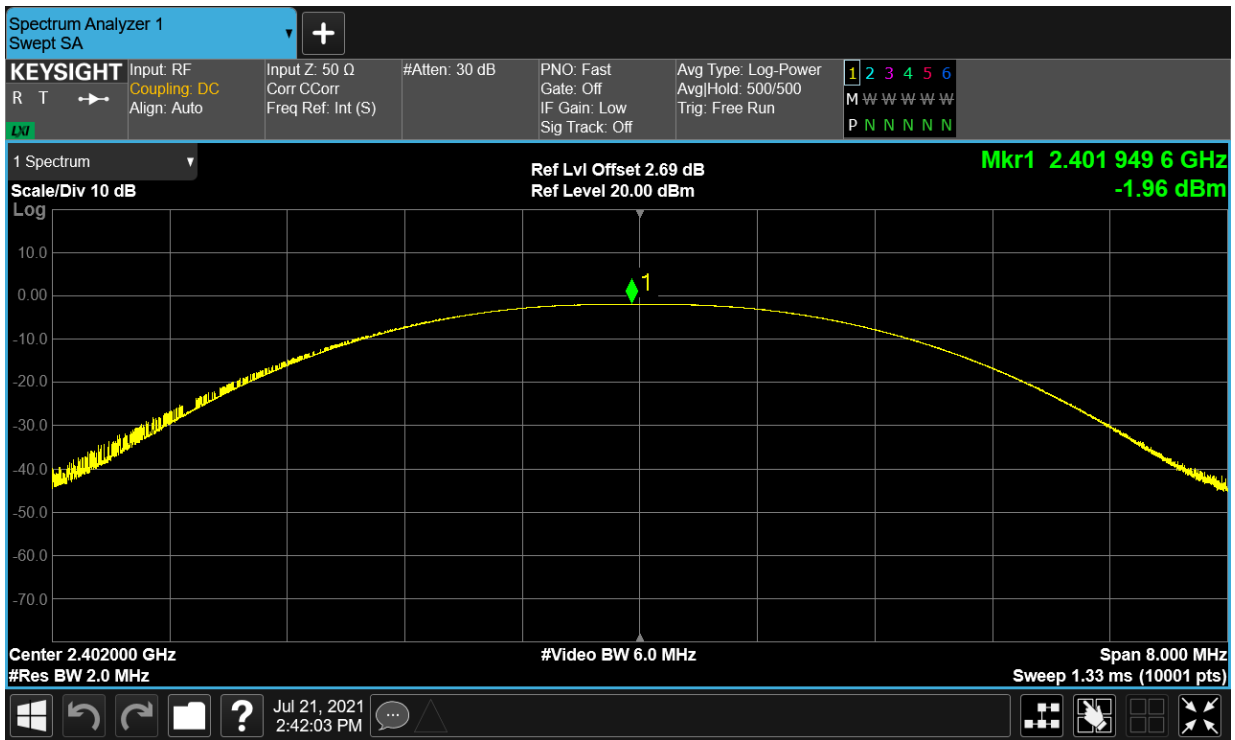 Spectrum Analyzer 1
Swept SA
KEYSIGHT
R T
LXI
Input: RF
Coupling: DC
Align: Auto
Input Z: 50 Ω
Corr CCorr
Freq Ref: Int (S)
#Atten: 30 dB
PNO: Fast
Gate: Off
IF Gain: Low
Sig Track: Off
Avg Type: Log-Power
Avg|Hold: 500/500
Trig: Free Run
1 2 3 4 5 6
M W W W W W
P N N N N N
1 Spectrum
Scale/Div 10 dB
Log
Ref Lvl Offset 2.69 dB
Ref Level 20.00 dBm
Mkr1 2.401 949 6 GHz
-1.96 dBm
10.0
0.00
-10.0
-20.0
-30.0
-40.0
-50.0
-60.0
-70.0
1
Center 2.402000 GHz
#Res BW 2.0 MHz
#Video BW 6.0 MHz
Span 8.000 MHz
Sweep 1.33 ms (10001 pts)
?
Jul 21, 2021
2:42:03 PM